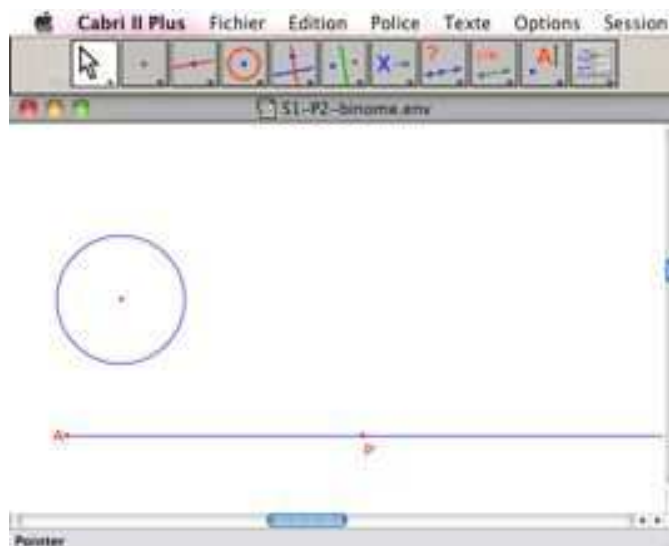 Cabri II Plus Fichier Edition Police Texte Options Session
? A
S1-P2-binome.env
A
P
Pointer